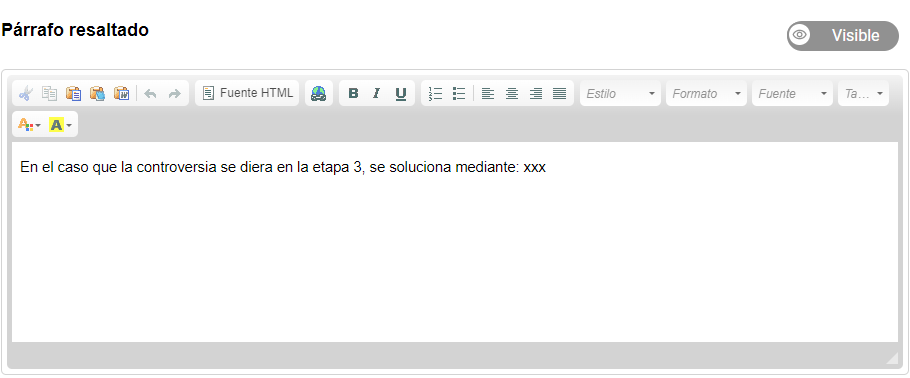 Párrafo resaltado
Visible
Fuente HTML
B I U
Estilo
Formato
Fuente
Ta...
A
A
En el caso que la controversia se diera en la etapa 3, se soluciona mediante: xxx